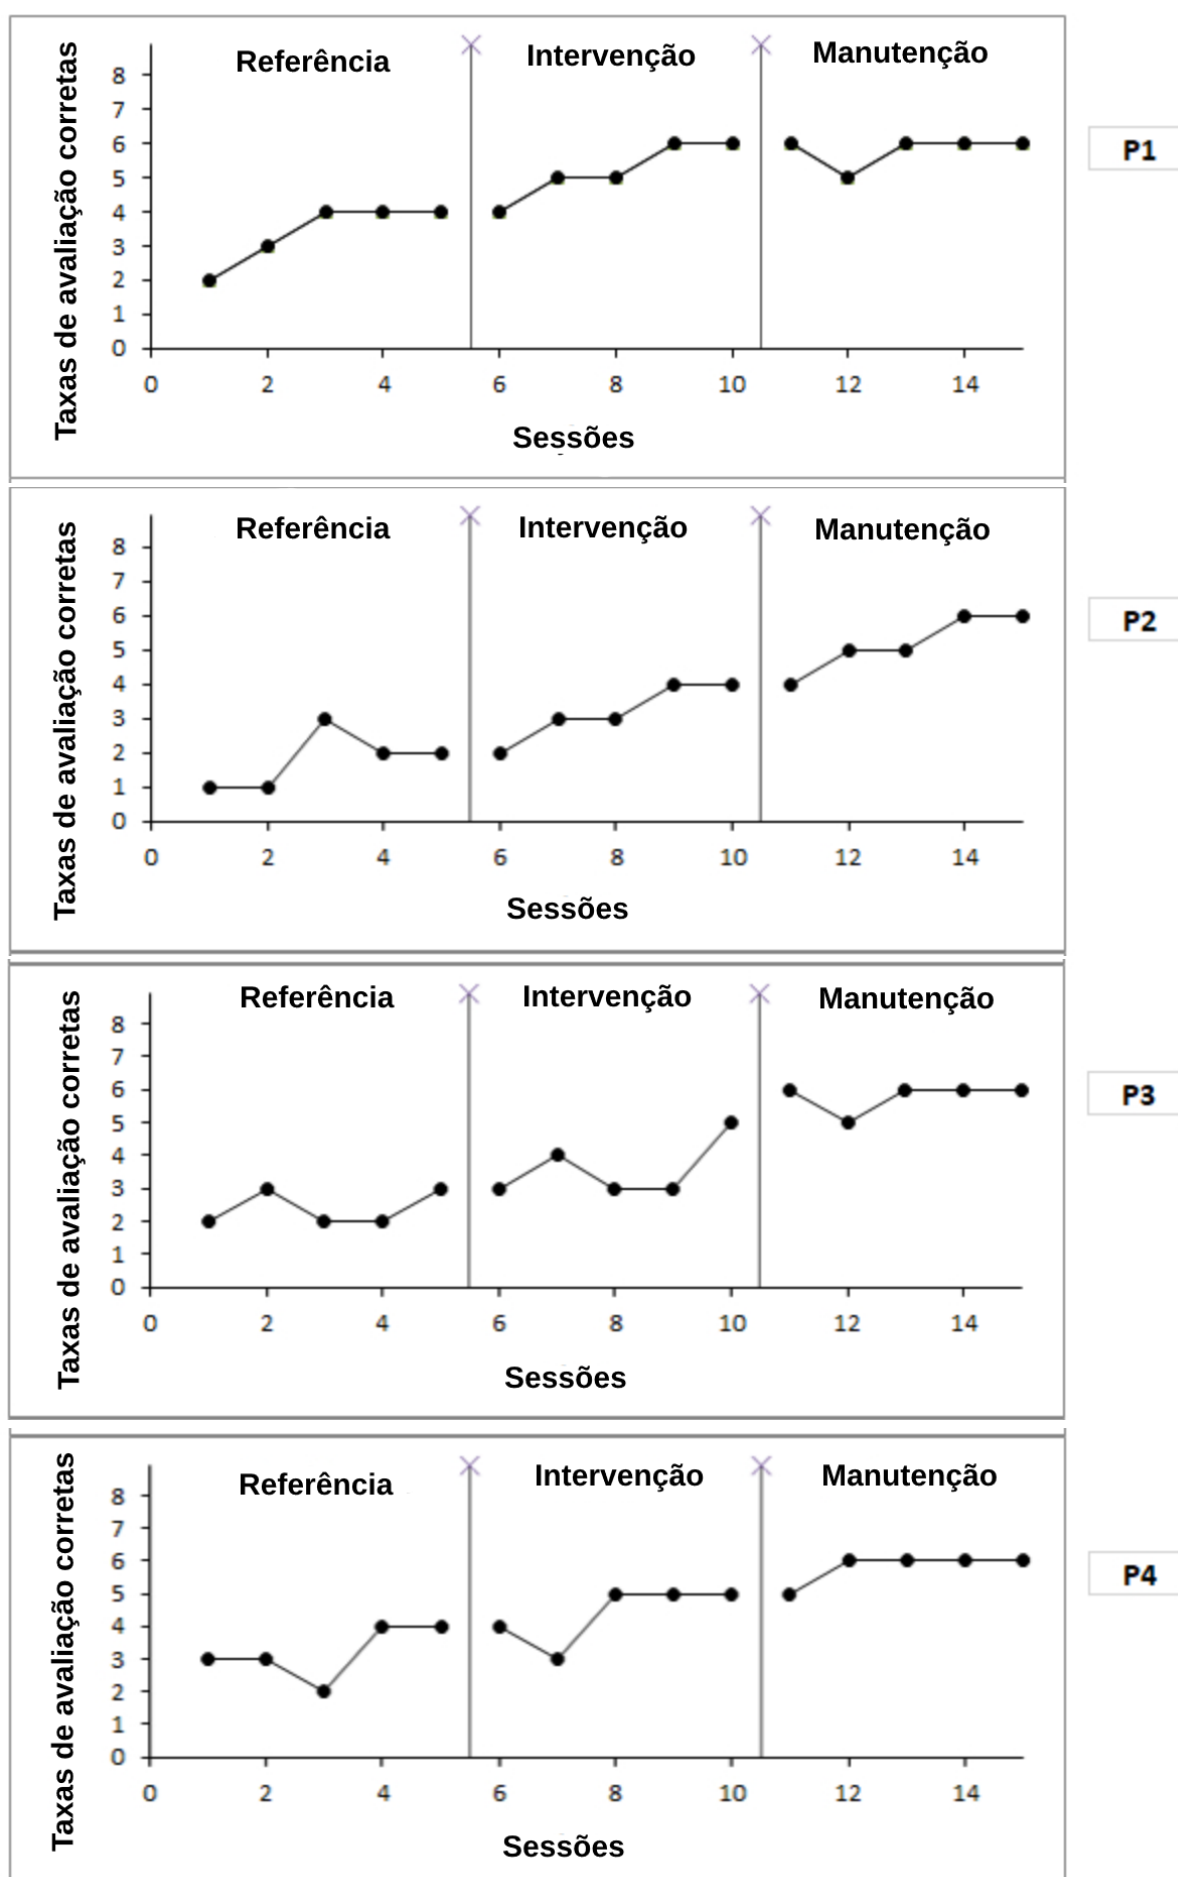 Referência
Intervenção
Manutenção
Taxas de avaliação corretas
8
7
6
5
4
3
2
1
0
0 2 4 6 8 10 12 14
Sessões
P1
Referência
Intervenção
Manutenção
Taxas de avaliação corretas
8
7
6
5
4
3
2
1
0
0 2 4 6 8 10 12 14
Sessões
P2
Referência
Intervenção
Manutenção
Taxas de avaliação corretas
8
7
6
5
4
3
2
1
0
0 2 4 6 8 10 12 14
Sessões
P3
Referência
Intervenção
Manutenção
Taxas de avaliação corretas
8
7
6
5
4
3
2
1
0
0 2 4 6 8 10 12 14
Sessões
P4